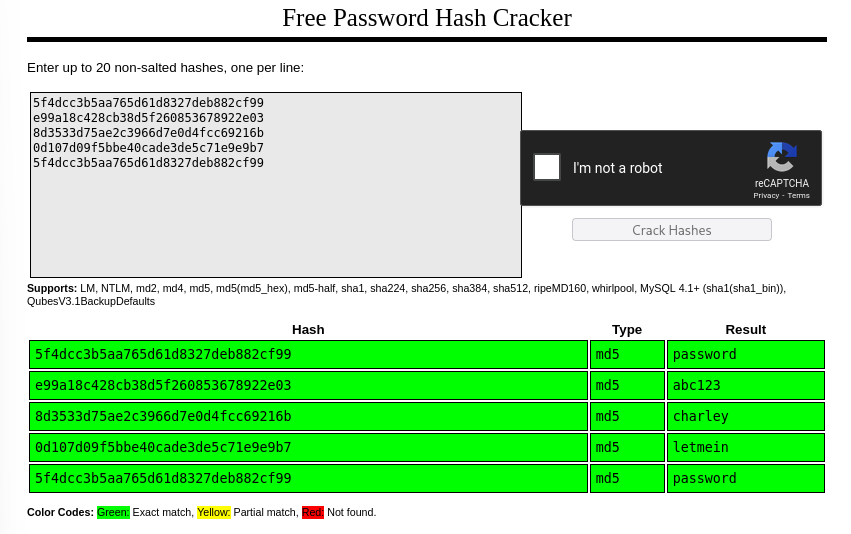 Free Password Hash Cracker
Enter up to 20 non-salted hashes, one per line:
5f4dcc3b5aa765d61d8327deb882cf99
e99a18c428cb38d5f260853678922e03
8d3533d75ae2c3966d7e0d4fcc69216b
0d107d09f5bbe40cade3de5c71e9e9b7
5f4dcc3b5aa765d61d8327deb882cf99
I'm not a robot
reCAPTCHA
Privacy - Terms
Crack Hashes
Supports: LM, NTLM, md2, md4, md5, md5(md5_hex), md5-half, sha1, sha224, sha256, sha384, sha512, ripeMD160, whirlpool, MySQL 4.1+ (sha1(sha1_bin)),
QubesV3.1BackupDefaults
Hash Type Result
5f4dcc3b5aa765d61d8327deb882cf99 md5 password
e99a18c428cb38d5f260853678922e03 md5 abc123
8d3533d75ae2c3966d7e0d4fcc69216b md5 charley
0d107d09f5bbe40cade3de5c71e9e9b7 md5 letmein
5f4dcc3b5aa765d61d8327deb882cf99 md5 password
Color Codes: Green: Exact match, Yellow: Partial match, Red: Not found.